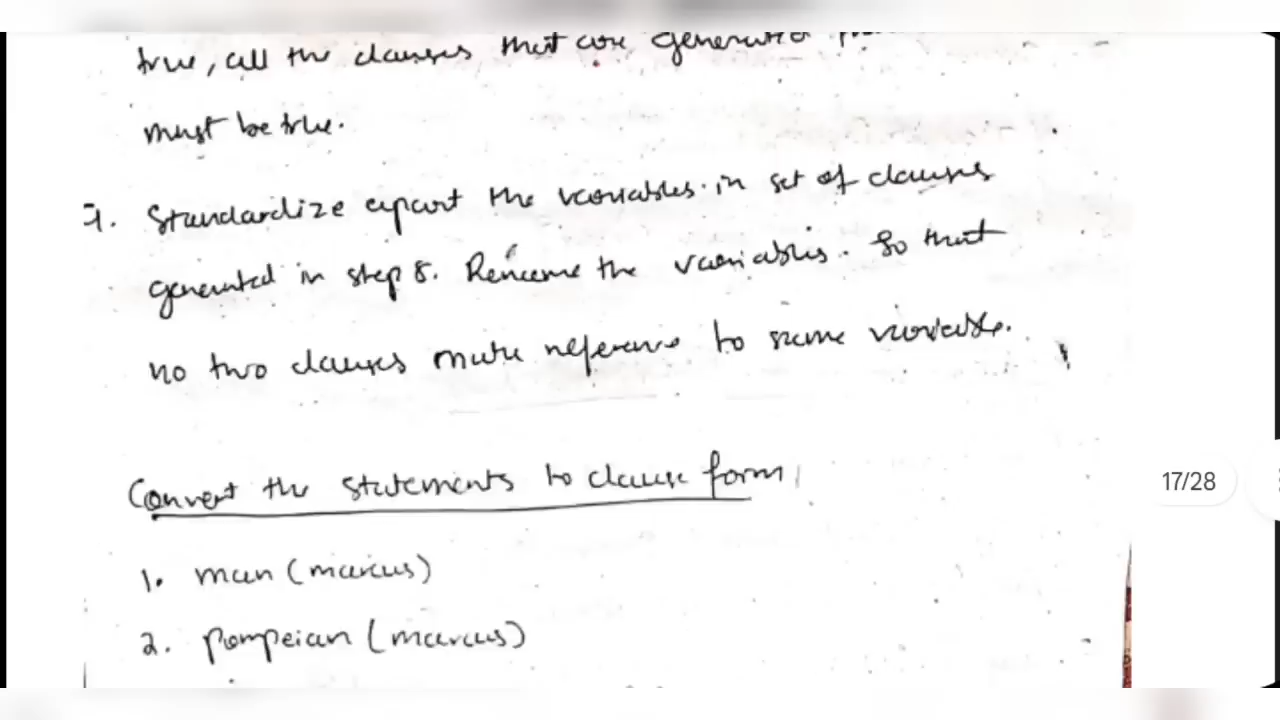 true, all the clauses that are generated
must be true.
9. Standardize apart the variables in set of clauses
generated in step 8. Rename the variables. So that
no two clauses make reference to same variable.
Convert the statements to clause form
17/28
1. man (marcus)
2. pompeian (marcus)